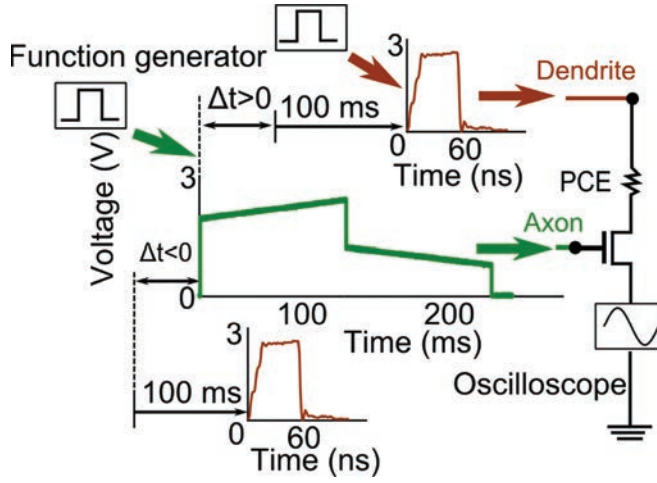 Function generator
3
Dendrite
Δt>0
100 ms
0
60
Time (ns)
Voltage (V)
3
PCE
Axon
Δt<0
0
100
200
Time (ms)
3
Oscilloscope
100 ms
0
60
Time (ns)